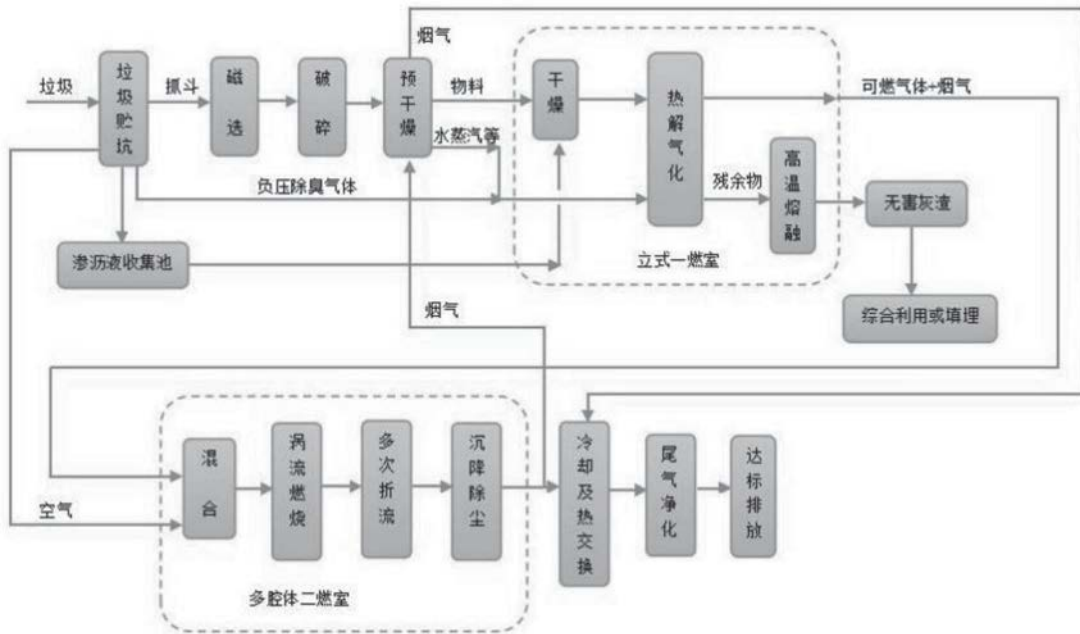 烟气
垃圾
垃圾贮坑
抓斗
磁选
破碎
预干燥
物料
水蒸汽等
干燥
热解气化
可燃气体+烟气
负压除臭气体
残余物
高温熔融
无害灰渣
渗沥液收集池
立式一燃室
综合利用或填埋
烟气
混合
涡流燃烧
多次折流
沉降除尘
冷却及热交换
尾气净化
达标排放
空气
多腔体二燃室